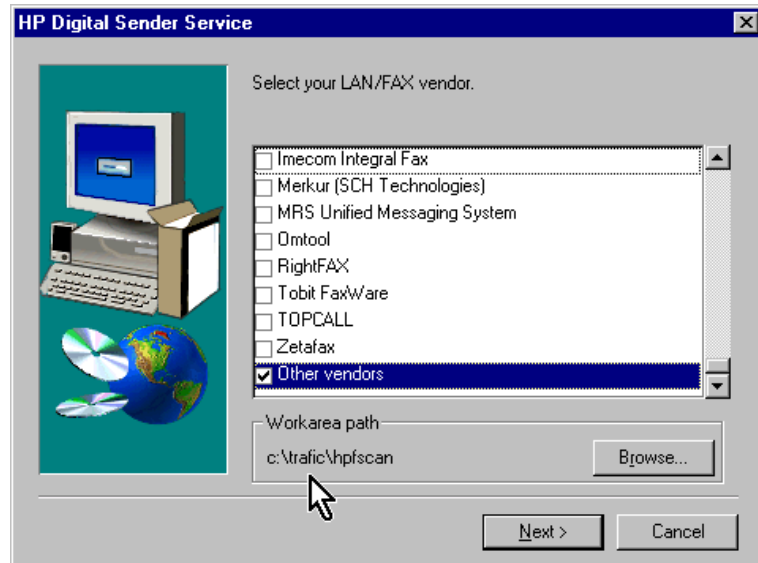 HP Digital Sender Service
Select your LAN/FAX vendor.
Imecom Integral Fax
Merkur (SCH Technologies)
MRS Unified Messaging System
Omtool
RightFAX
Tobit FaxWare
TOPCALL
Zetafax
Other vendors
Workarea path
c:\trafic\hpfscan
Browse...
Next >
Cancel